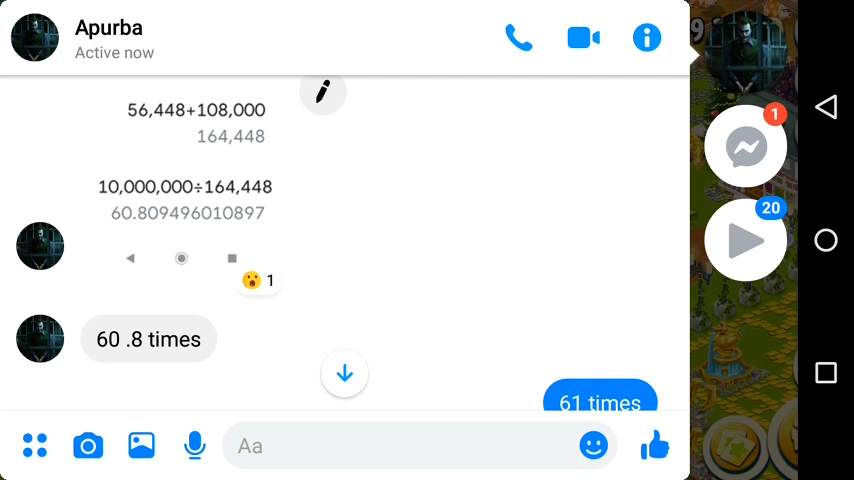 Apurba
Active now
56,448+108,000
164,448
10,000,000÷164,448
60.809496010897
1
60 .8 times
61 times
Aa
1
20